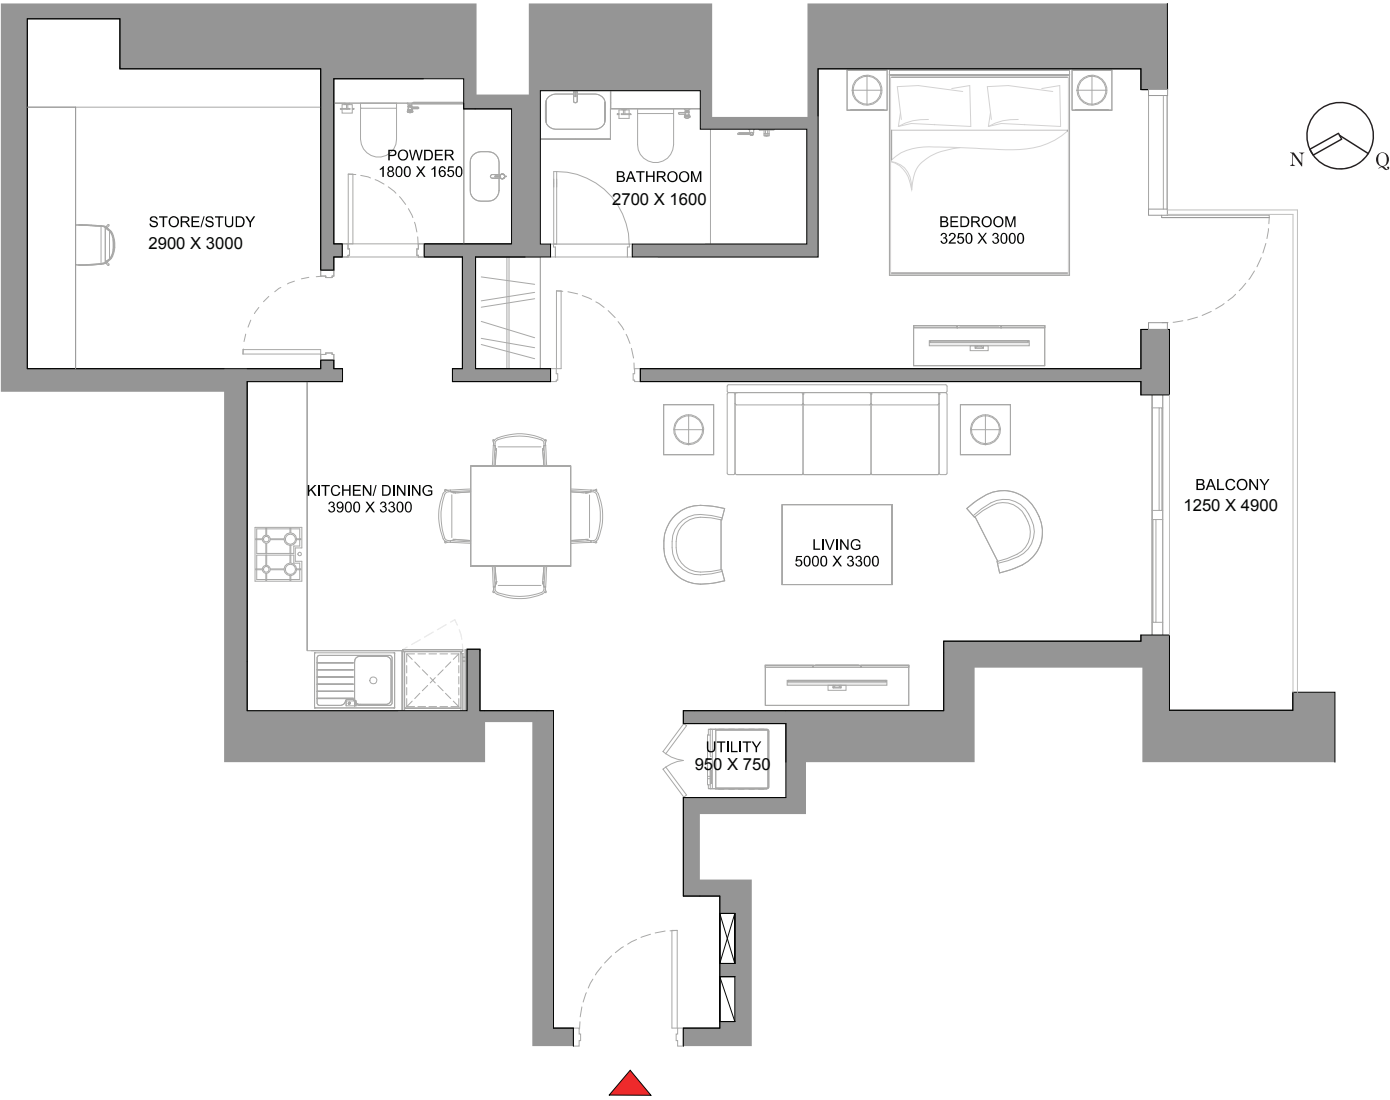 POWDER
1800 X 1650
BATHROOM
2700 X 1600
STORE/STUDY
2900 X 3000
BEDROOM
3250 X 3000
N
Q
KITCHEN/ DINING
3900 X 3300
LIVING
5000 X 3300
BALCONY
1250 X 4900
UTILITY
950 X 750